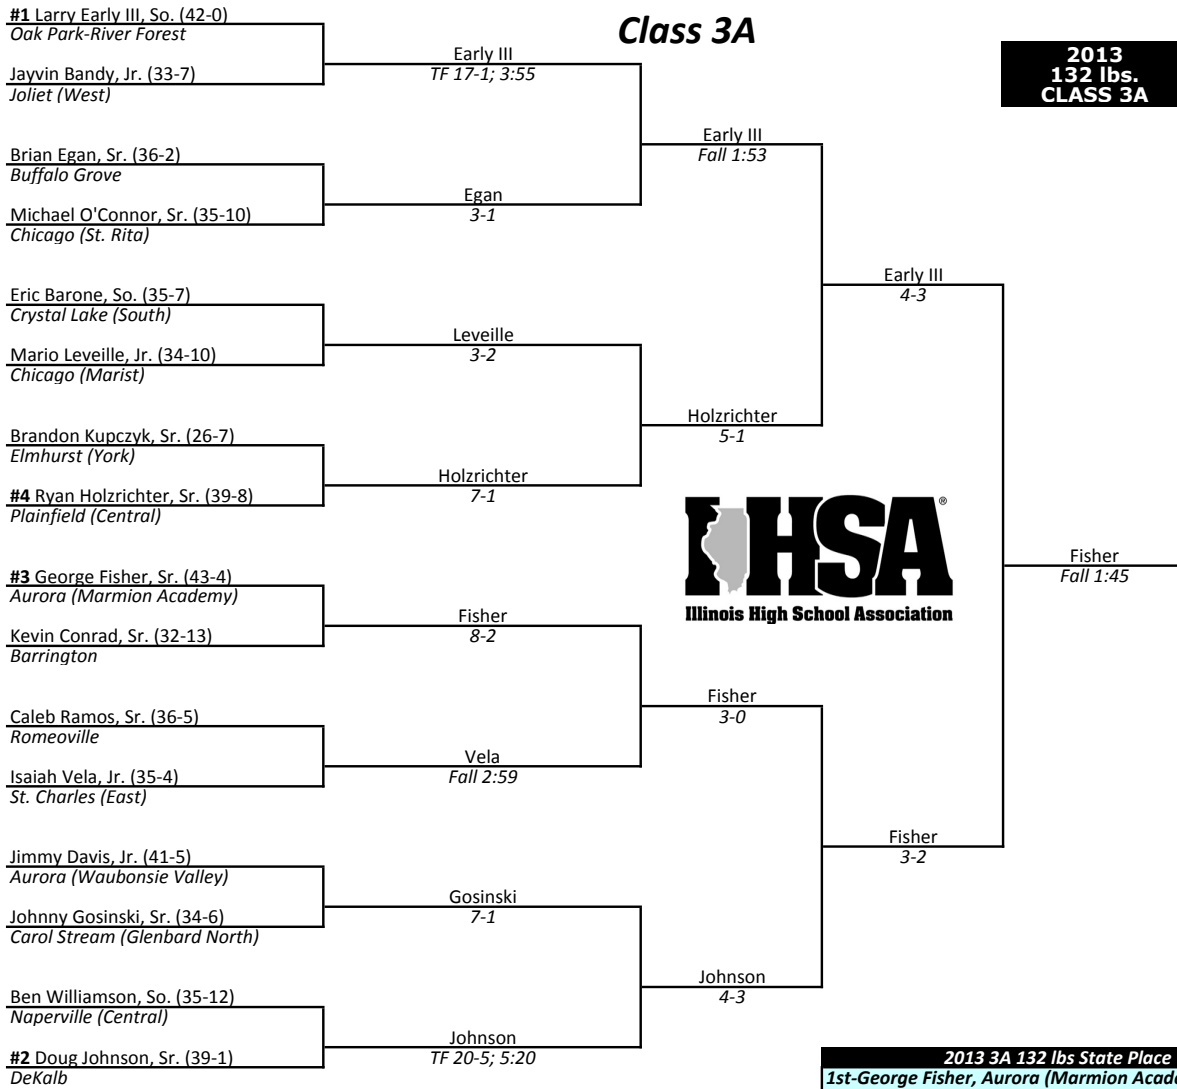 Class 3A
2013
132 lbs.
CLASS 3A
#1 Larry Early III, So. (42-0)
Oak Park-River Forest
Early III
TF 17-1; 3:55
Jayvin Bandy, Jr. (33-7)
Joliet (West)
Early III
Fall 1:53
Brian Egan, Sr. (36-2)
Buffalo Grove
Egan
3-1
Michael O'Connor, Sr. (35-10)
Chicago (St. Rita)
Early III
4-3
Eric Barone, So. (35-7)
Crystal Lake (South)
Leveille
3-2
Mario Leveille, Jr. (34-10)
Chicago (Marist)
Holzrichter
5-1
Brandon Kupczyk, Sr. (26-7)
Elmhurst (York)
Holzrichter
7-1
#4 Ryan Holzrichter, Sr. (39-8)
Plainfield (Central)
IHSA®
Illinois High School Association
Fisher
Fall 1:45
#3 George Fisher, Sr. (43-4)
Aurora (Marmion Academy)
Fisher
8-2
Kevin Conrad, Sr. (32-13)
Barrington
Fisher
3-0
Caleb Ramos, Sr. (36-5)
Romeoville
Vela
Fall 2:59
Isaiah Vela, Jr. (35-4)
St. Charles (East)
Fisher
3-2
Jimmy Davis, Jr. (41-5)
Aurora (Waubonsie Valley)
Gosinski
7-1
Johnny Gosinski, Sr. (34-6)
Carol Stream (Glenbard North)
Johnson
4-3
Ben Williamson, So. (35-12)
Naperville (Central)
Johnson
TF 20-5; 5:20
#2 Doug Johnson, Sr. (39-1)
DeKalb
2013 3A 132 lbs State Place
1st-George Fisher, Aurora (Marmion Acade